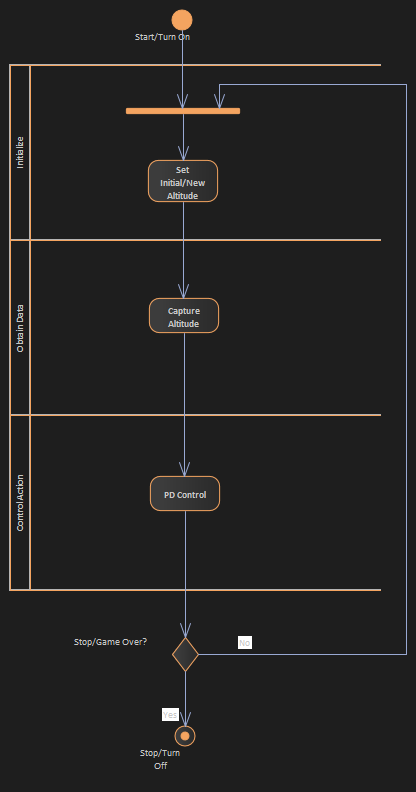 Start/Turn On
Initialize
Set
Initial/New
Altitude
Obtain Data
Capture
Altitude
Control Action
PD Control
Stop/Game Over?
No
Yes
Stop/Turn
Off